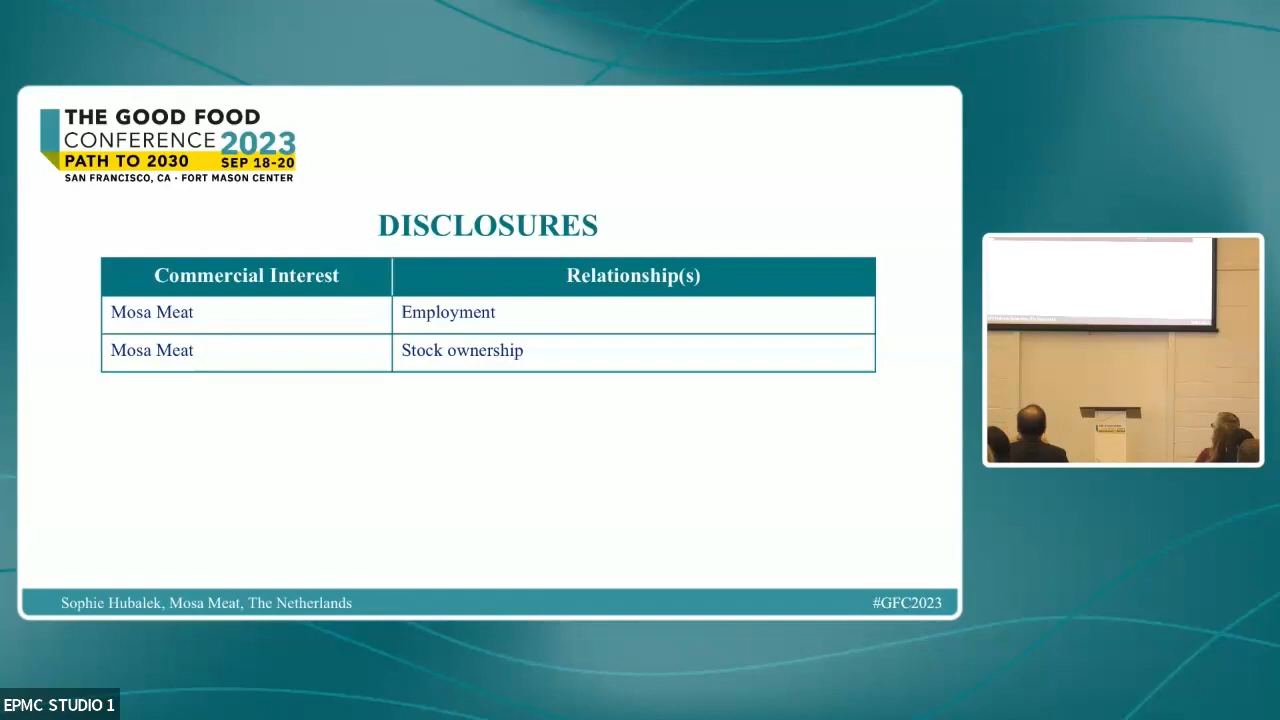 THE GOOD FOOD
CONFERENCE 2023
PATH TO 2030 SEP 18-20
SAN FRANCISCO, CA · FORT MASON CENTER
DISCLOSURES
Commercial Interest Relationship(s)
Mosa Meat Employment
Mosa Meat Stock ownership
Sophie Hubalek, Mosa Meat, The Netherlands #GFC2023
EPMC STUDIO 1